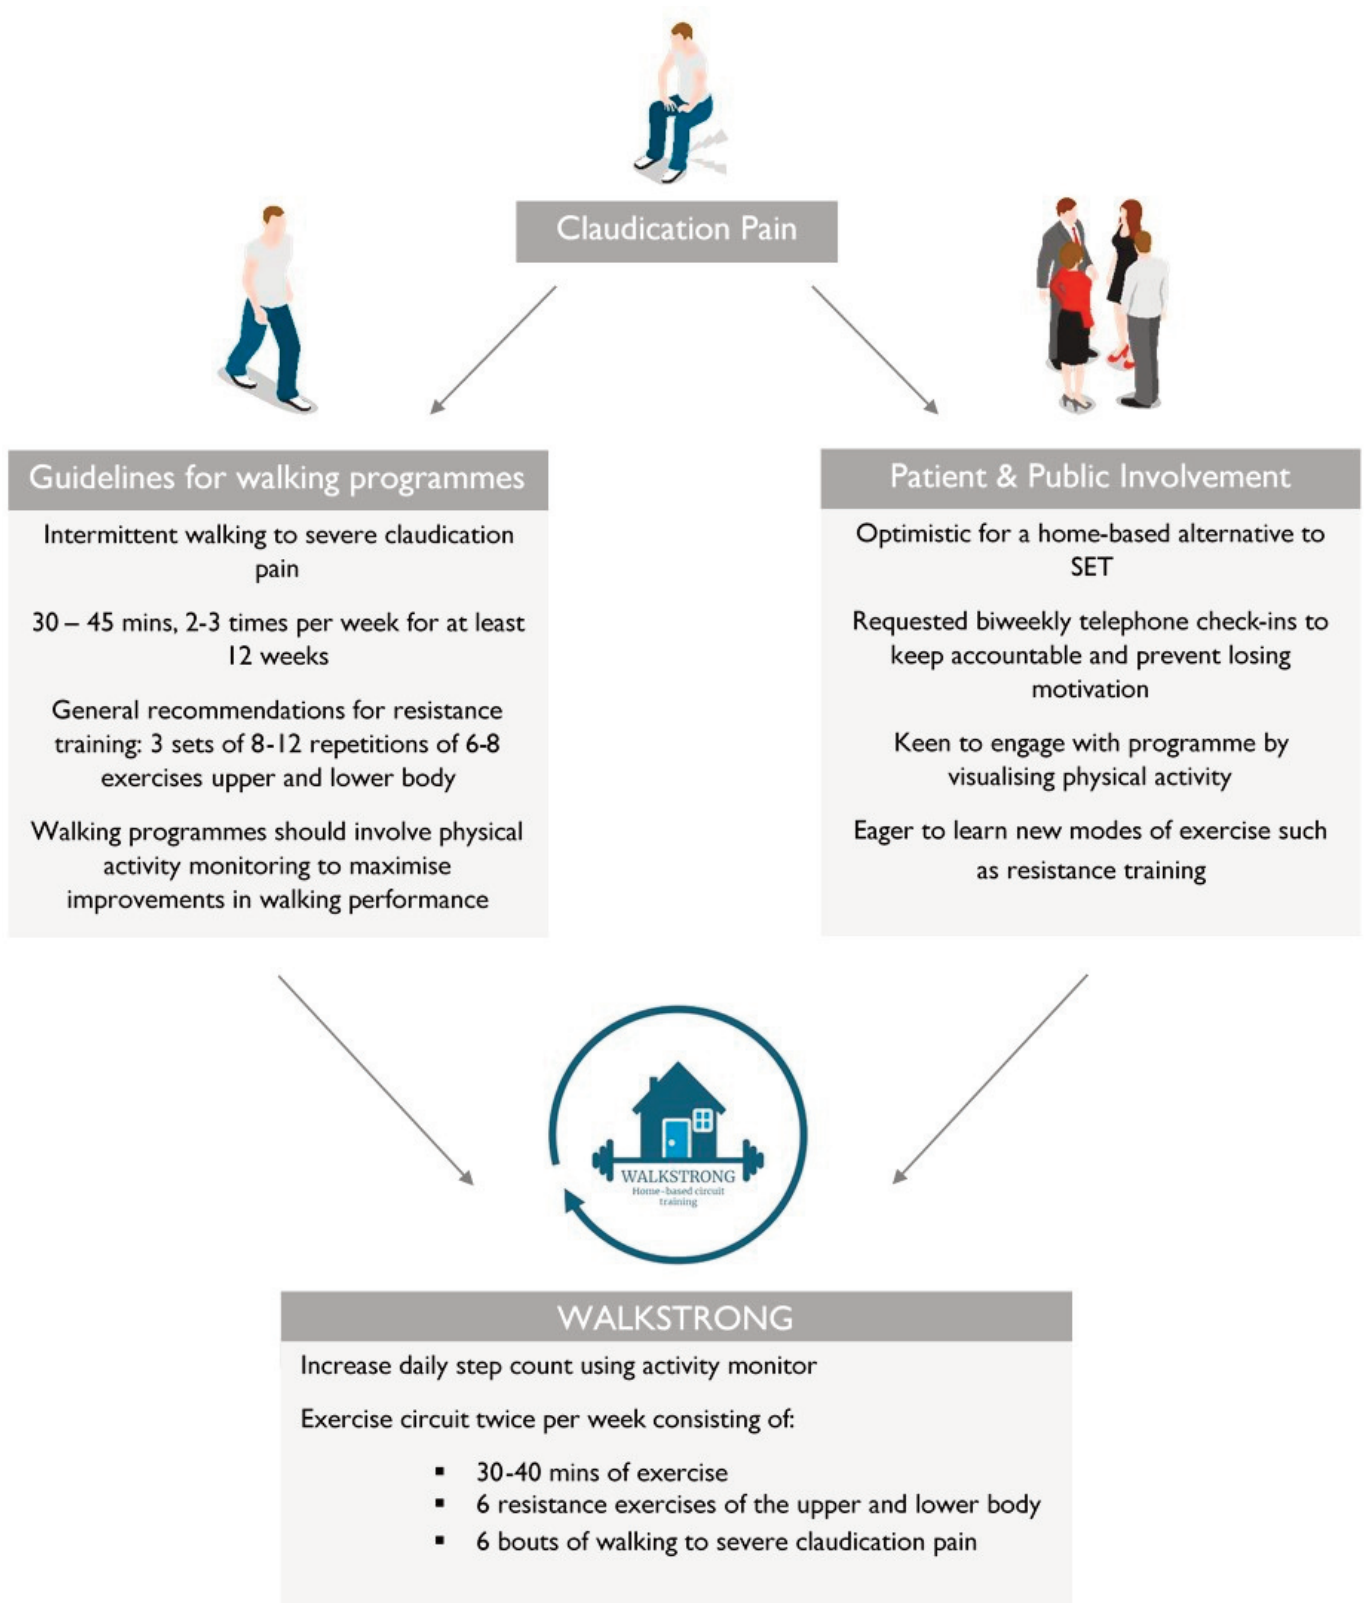 Claudication Pain
Guidelines for walking programmes
Intermittent walking to severe claudication
pain
30 – 45 mins, 2-3 times per week for at least
12 weeks
General recommendations for resistance
training: 3 sets of 8-12 repetitions of 6-8
exercises upper and lower body
Walking programmes should involve physical
activity monitoring to maximise
improvements in walking performance
Patient & Public Involvement
Optimistic for a home-based alternative to
SET
Requested biweekly telephone check-ins to
keep accountable and prevent losing
motivation
Keen to engage with programme by
visualising physical activity
Eager to learn new modes of exercise such
as resistance training
WALKSTRONG
Home-based circuit
training
WALKSTRONG
Increase daily step count using activity monitor
Exercise circuit twice per week consisting of:
▪ 30-40 mins of exercise
▪ 6 resistance exercises of the upper and lower body
▪ 6 bouts of walking to severe claudication pain